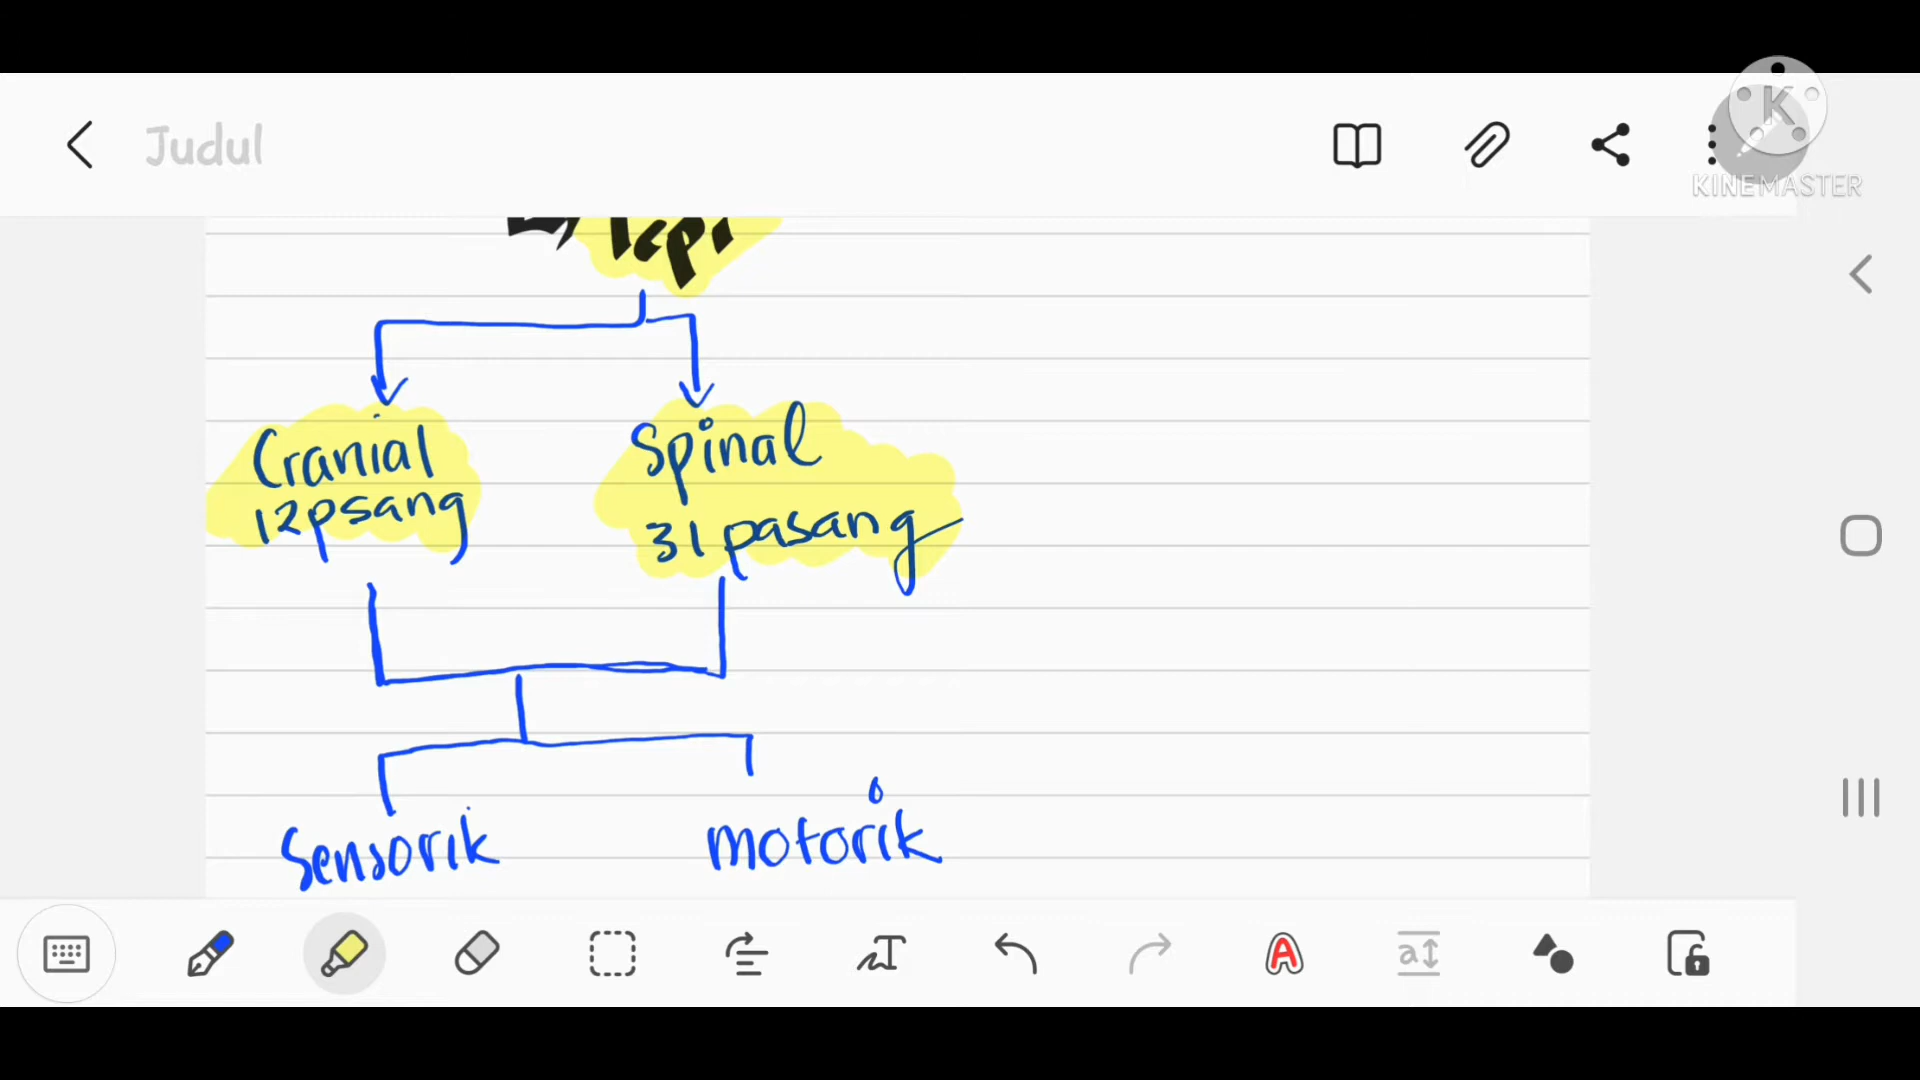 Judul
KINEMASTER
Cranial
12psang
Spinal
31 pasang
Sensorik
motorik